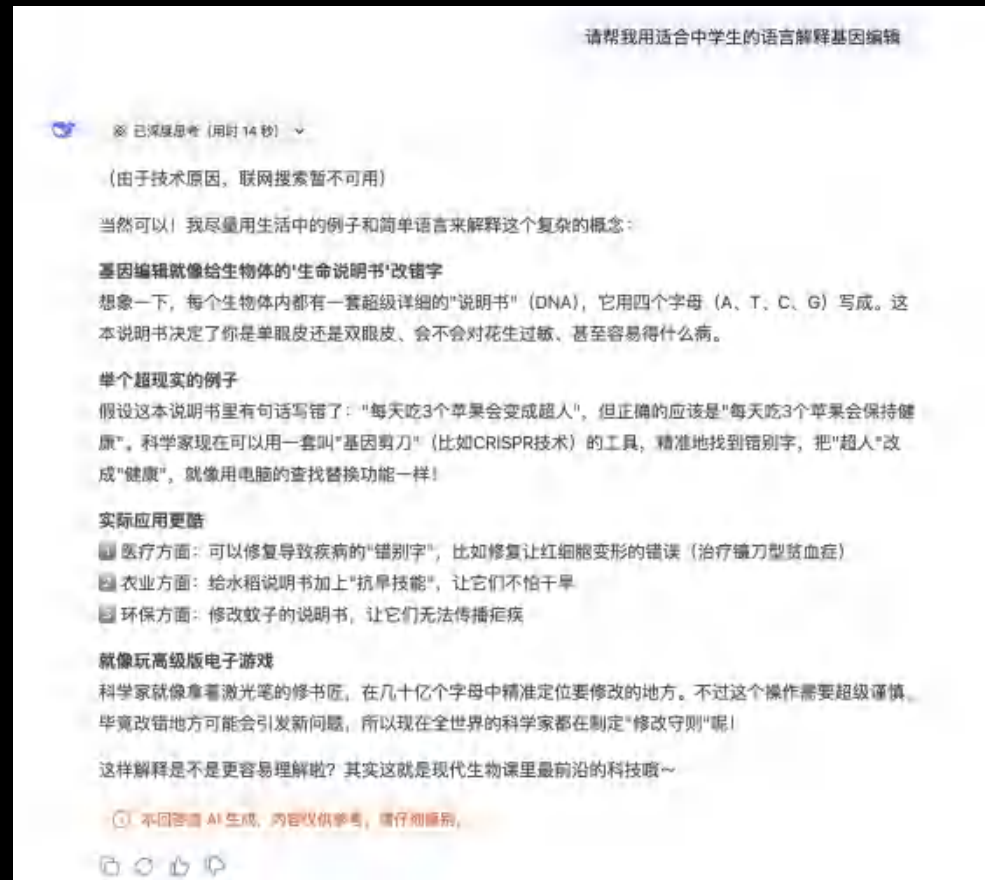 请帮我用适合中学生的语言解释基因编辑
已深度思考（用时 14 秒）
（由于技术原因，联网搜索暂不可用）
当然可以！我尽量用生活中的例子和简单语言来解释这个复杂的概念：
基因编辑就像给生物体的'生命说明书'改错字
想象一下，每个生物体内都有一套超级详细的"说明书"（DNA），它用四个字母（A、T、C、G）写成。这
本说明书决定了你是单眼皮还是双眼皮、会不会对花生过敏、甚至容易得什么病。
举个超现实的例子
假设这本说明书里有句话写错了："每天吃3个苹果会变成超人"，但正确的应该是"每天吃3个苹果会保持健
康"。科学家现在可以用一套叫"基因剪刀"（比如CRISPR技术）的工具，精准地找到错别字，把"超人"改
成"健康"，就像用电脑的查找替换功能一样！
实际应用更酷
1 医疗方面：可以修复导致疾病的"错别字"，比如修复让红细胞变形的错误（治疗镰刀型贫血症）
2 农业方面：给水稻说明书加上"抗旱技能"，让它们不怕干旱
3 环保方面：修改蚊子的说明书，让它们无法传播疟疾
就像玩高级版电子游戏
科学家就像拿着激光笔的修书匠，在几十亿个字母中精准定位要修改的地方。不过这个操作需要超级谨慎，
毕竟改错地方可能会引发新问题，所以现在全世界的科学家都在制定"修改守则"呢！
这样解释是不是更容易理解啦？其实这就是现代生物课里最前沿的科技哦～
本回答由 AI 生成，内容仅供参考，请仔细甄别。